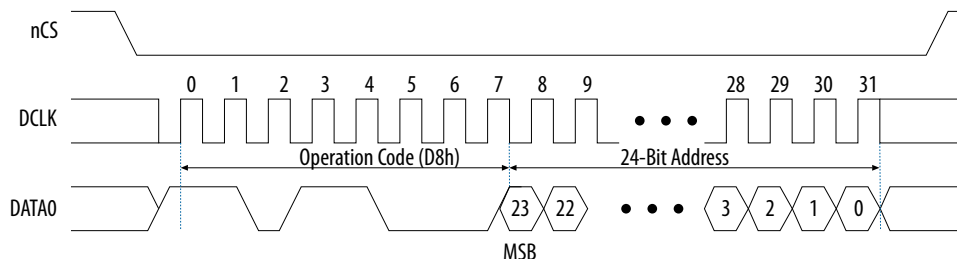 nCS
0 1 2 3 4 5 6 7 8 9 28 29 30 31
DCLK
Operation Code (D8h) 24-Bit Address
DATA0 23 22 3 2 1 0
MSB